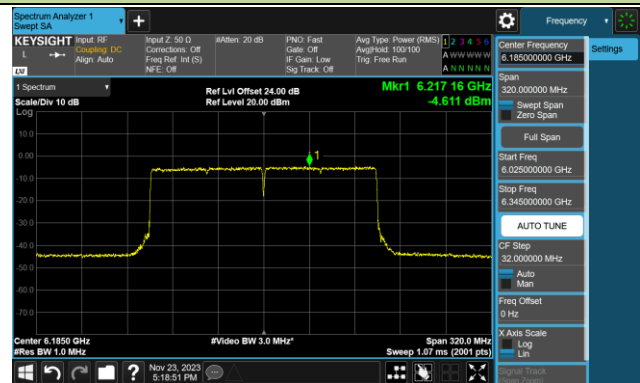 Spectrum Analyzer 1
Swept SA
Frequency
KEYSIGHT
L
Input: RF
Coupling: DC
Align: Auto
Input Z: 50 Ω
Corrections: Off
Freq Ref: Int (S)
NFE: Off
#Atten: 20 dB
PNO: Fast
Gate: Off
IF Gain: Low
Sig Track: Off
Avg Type: Power (RMS)
Avg|Hold: 100/100
Trig: Free Run
1 2 3 4 5 6
A W W W W W
A N N N N N
1 Spectrum
Scale/Div 10 dB
Log
Ref Lvl Offset 24.00 dB
Ref Level 20.00 dBm
Mkr1 6.217 16 GHz
-4.611 dBm
10.0
0.00
-10.0
-20.0
-30.0
-40.0
-50.0
-60.0
-70.0
1
Center 6.1850 GHz
#Res BW 1.0 MHz
#Video BW 3.0 MHz*
Span 320.0 MHz
Sweep 1.07 ms (2001 pts)
Center Frequency
6.185000000 GHz
Span
320.000000 MHz
Swept Span
Zero Span
Full Span
Start Freq
6.025000000 GHz
Stop Freq
6.345000000 GHz
AUTO TUNE
CF Step
32.000000 MHz
Auto
Man
Freq Offset
0 Hz
X Axis Scale
Log
Lin
Signal Track
Settings
Nov 23, 2023
5:18:51 PM